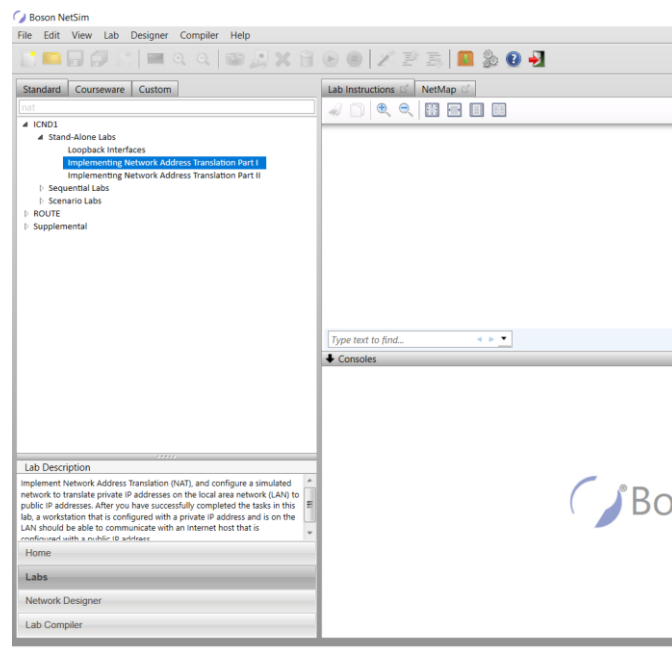 Boson NetSim
File Edit View Lab Designer Compiler Help
Standard Courseware Custom
nat
ICND1
Stand-Alone Labs
Loopback Interfaces
Implementing Network Address Translation Part I
Implementing Network Address Translation Part II
Sequential Labs
Scenario Labs
ROUTE
Supplemental
Lab Description
Implement Network Address Translation (NAT), and configure a simulated
network to translate private IP addresses on the local area network (LAN) to
public IP addresses. After you have successfully completed the tasks in this
lab, a workstation that is configured with a private IP address and is on the
LAN should be able to communicate with an Internet host that is
configured with a public IP address
Home
Labs
Network Designer
Lab Compiler
Lab Instructions NetMap
Type text to find...
Consoles
Bo